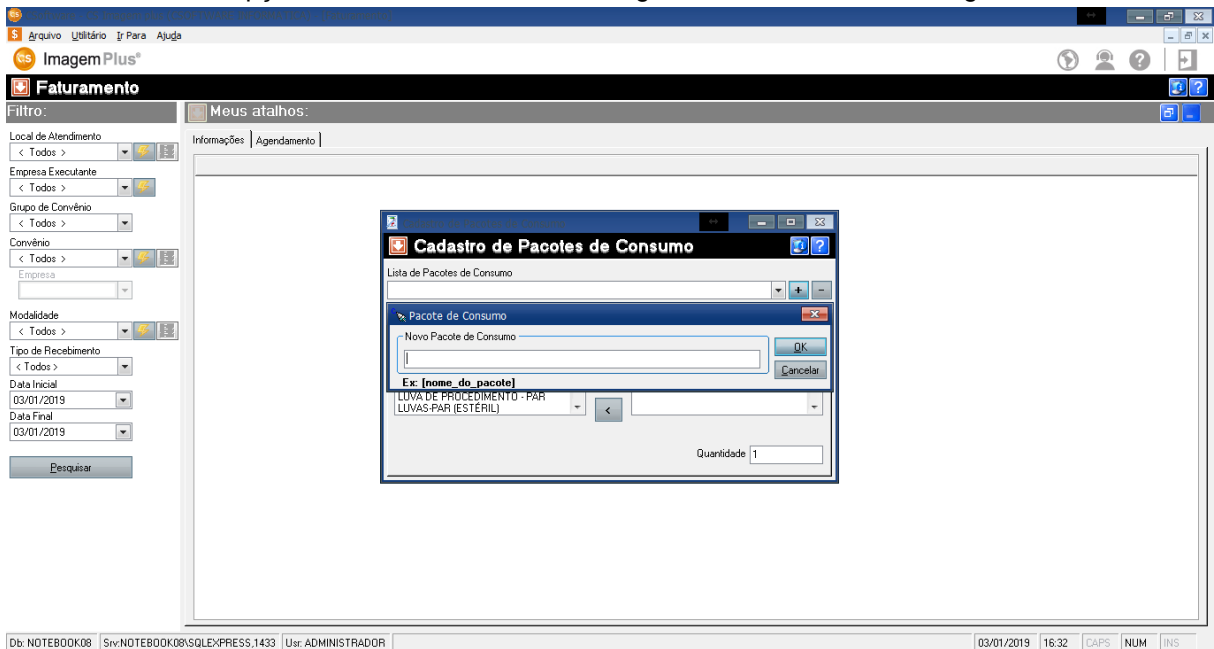 Arquivo Utilitário Ir Para Ajuda
CS ImagemPlus®
Faturamento
Filtro:
Meus atalhos:
Local de Atendimento
< Todos >
Empresa Executante
< Todos >
Grupo de Convênio
< Todos >
Convênio
< Todos >
Empresa
Modalidade
< Todos >
Tipo de Recebimento
< Todos >
Data Inicial
03/01/2019
Data Final
03/01/2019
Pesquisar
Informações Agendamento
Cadastro de Pacotes de Consumo
Lista de Pacotes de Consumo
+ -
Pacote de Consumo
Novo Pacote de Consumo
OK
Cancelar
Ex: [nome_do_pacote]
LUVA DE PROCEDIMENTO - PAR
LUVAS-PAR (ESTÉRIL)
<
Quantidade 1
Db: NOTEBOOK08 Srv:NOTEBOOK08\SQLEXPRESS,1433 Usr: ADMINISTRADOR 03/01/2019 16:32 CAPS NUM INS